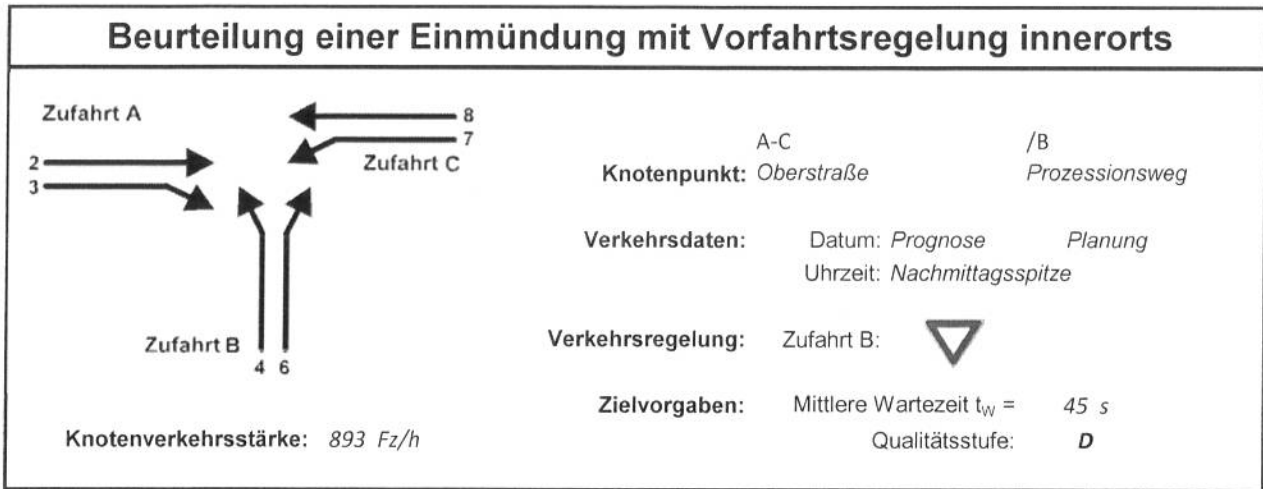 Beurteilung einer Einmündung mit Vorfahrtsregelung innerorts
Zufahrt A
8
7
Zufahrt C
2
3
Zufahrt B
4 6
Knotenverkehrsstärke: 893 Fz/h
A-C /B
Knotenpunkt: Oberstraße Prozessionsweg
Verkehrsdaten: Datum: Prognose Planung
Uhrzeit: Nachmittagsspitze
Verkehrsregelung: Zufahrt B:
Zielvorgaben: Mittlere Wartezeit tW = 45 s
Qualitätsstufe: D